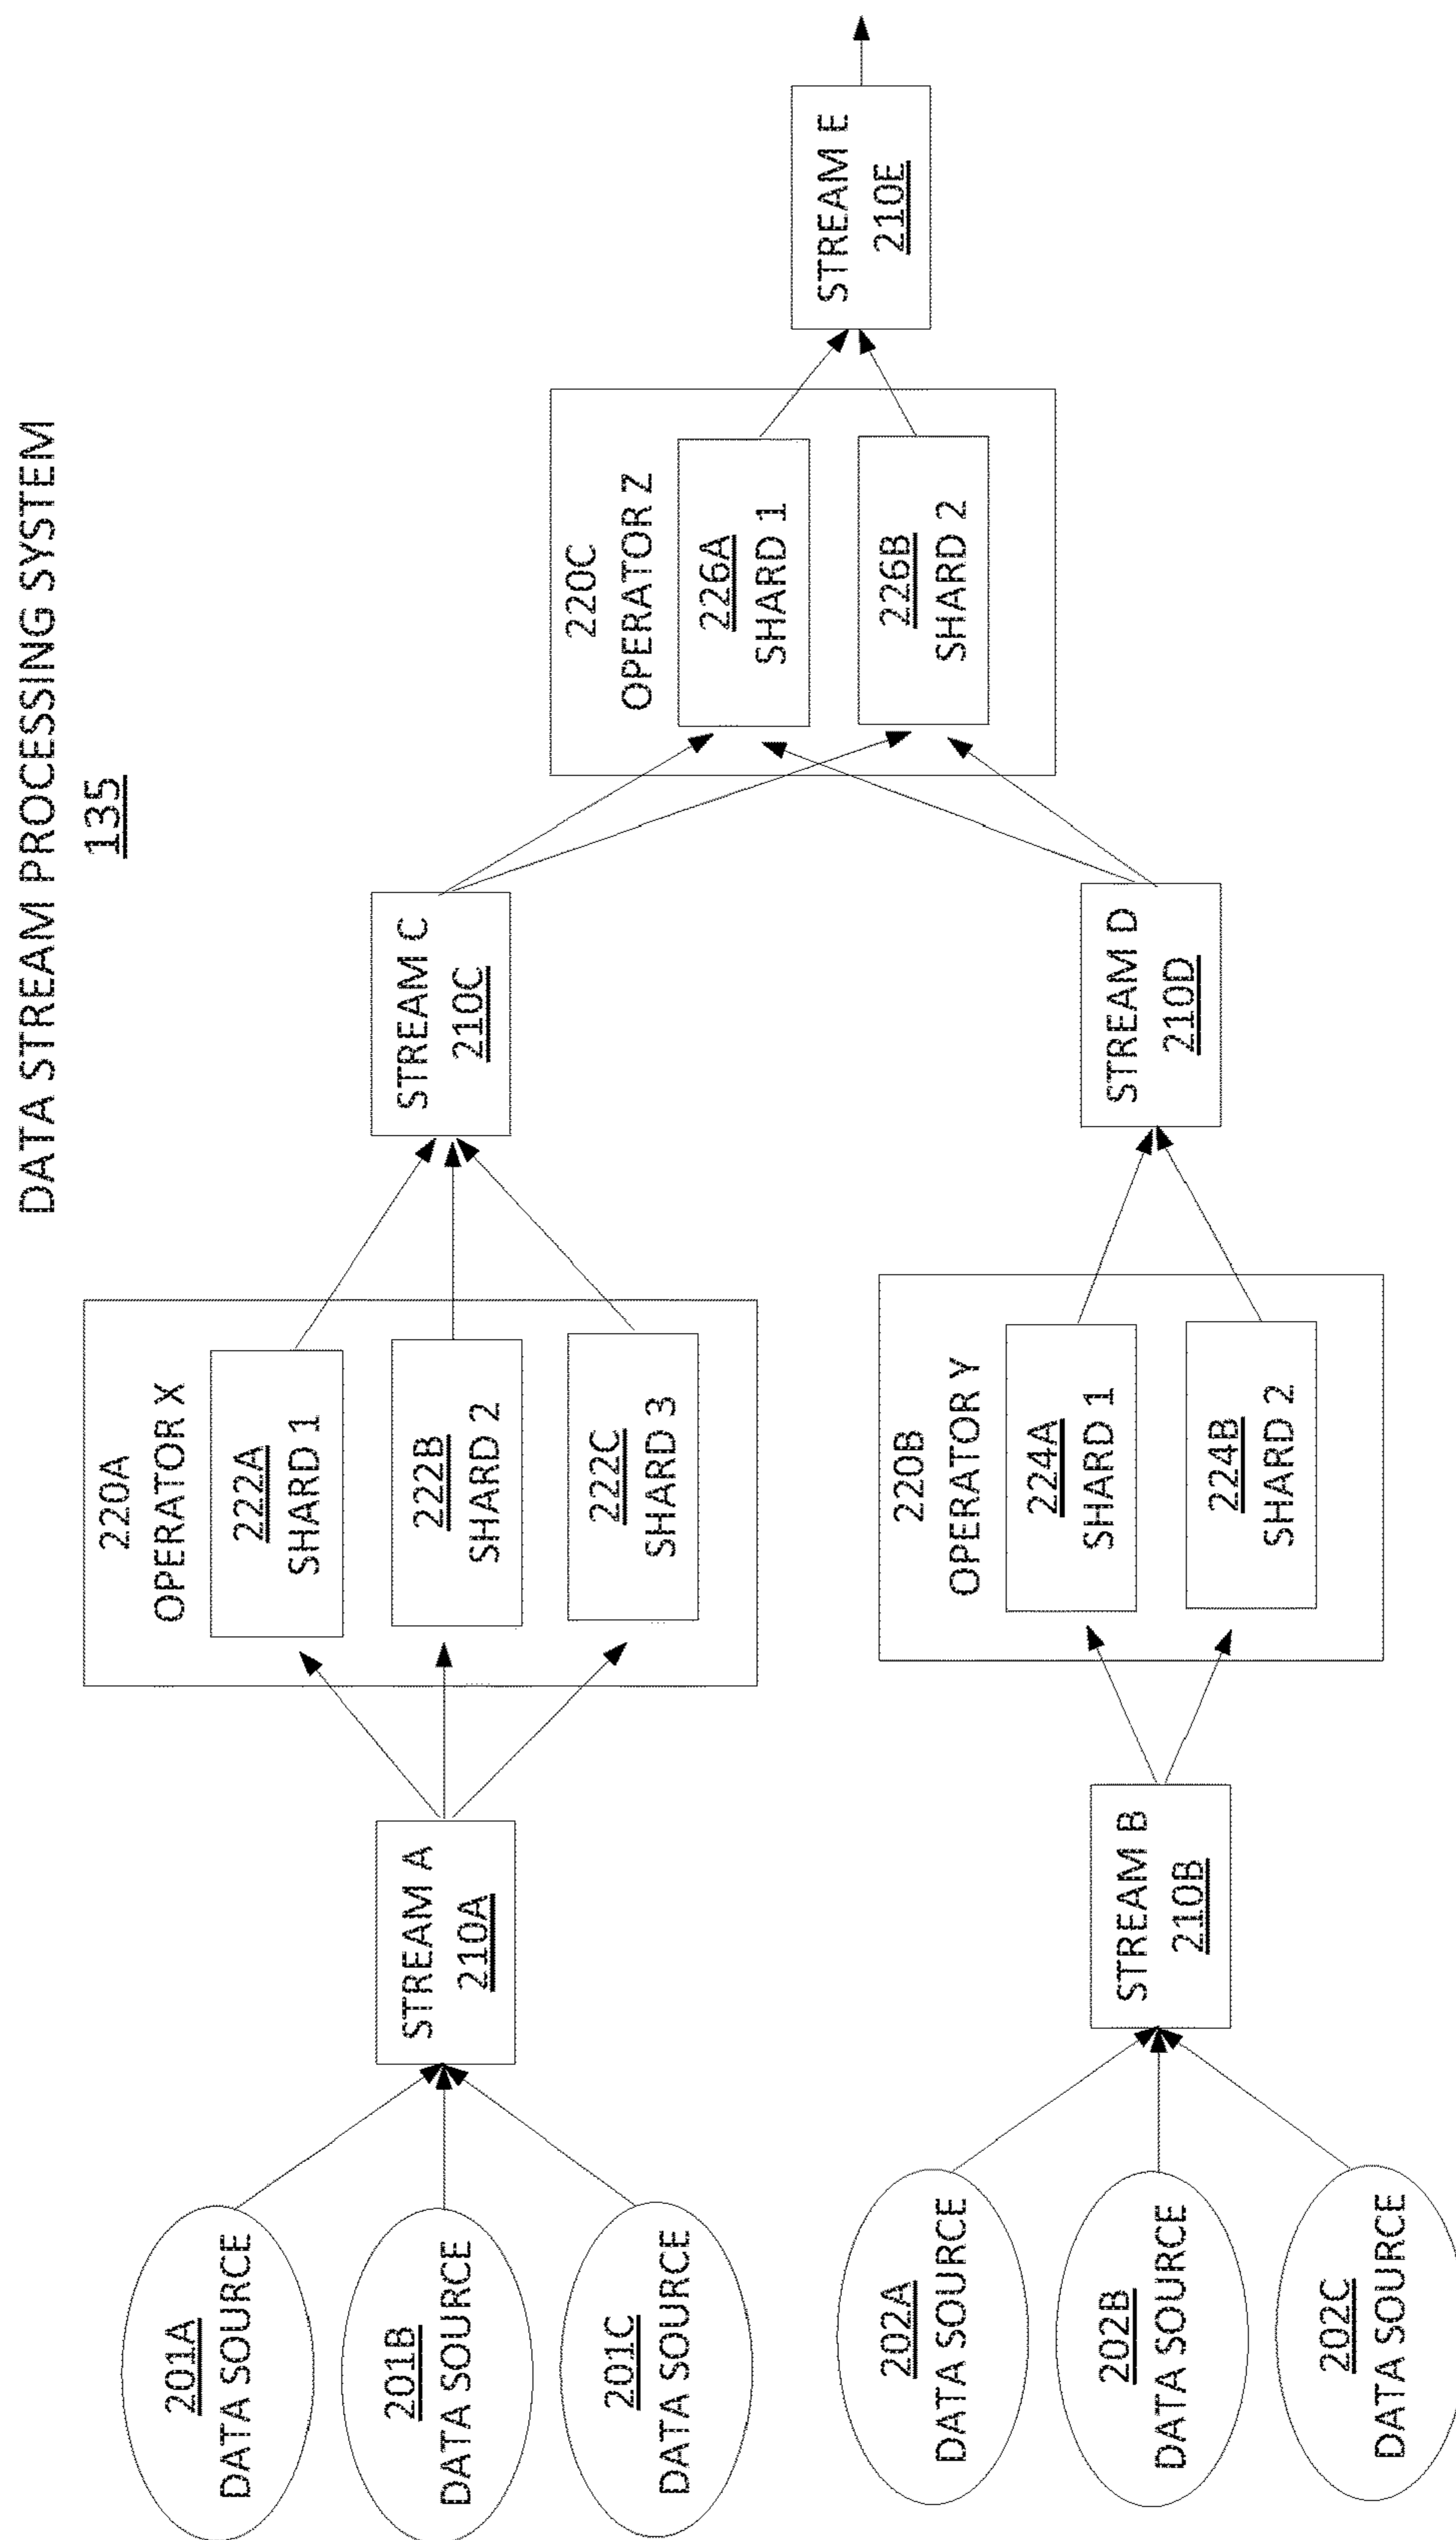 DATA STREAM PROCESSING SYSTEM
135
201A
DATA SOURCE
201B
DATA SOURCE
201C
DATA SOURCE
STREAM A
210A
220A
OPERATOR X
222A
SHARD 1
222B
SHARD 2
222C
SHARD 3
STREAM C
210C
202A
DATA SOURCE
202B
DATA SOURCE
202C
DATA SOURCE
STREAM B
210B
220B
OPERATOR Y
224A
SHARD 1
224B
SHARD 2
STREAM D
210D
220C
OPERATOR Z
226A
SHARD 1
226B
SHARD 2
STREAM E
210E